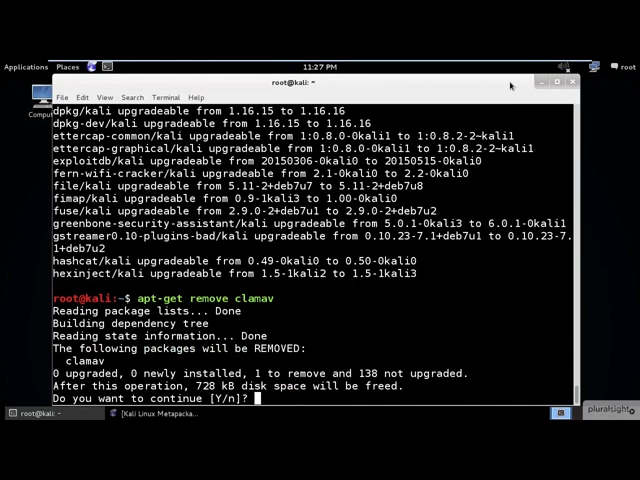 Applications Places 11:27 PM root
root@kali: ~
File Edit View Search Terminal Help
dpkg/kali upgradeable from 1.16.15 to 1.16.16
dpkg-dev/kali upgradeable from 1.16.15 to 1.16.16
ettercap-common/kali upgradeable from 1:0.8.0-0kali1 to 1:0.8.2-2~kali1
ettercap-graphical/kali upgradeable from 1:0.8.0-0kali1 to 1:0.8.2-2~kali1
exploitdb/kali upgradeable from 20150306-0kali0 to 20150515-0kali0
fern-wifi-cracker/kali upgradeable from 2.1-0kali0 to 2.2-0kali0
file/kali upgradeable from 5.11-2+deb7u7 to 5.11-2+deb7u8
fimap/kali upgradeable from 0.9-1kali3 to 1.00-0kali0
fuse/kali upgradeable from 2.9.0-2+deb7u1 to 2.9.0-2+deb7u2
greenbone-security-assistant/kali upgradeable from 5.0.1-0kali3 to 6.0.1-0kali1
gstreamer0.10-plugins-bad/kali upgradeable from 0.10.23-7.1+deb7u1 to 0.10.23-7.
1+deb7u2
hashcat/kali upgradeable from 0.49-0kali0 to 0.50-0kali0
hexinject/kali upgradeable from 1.5-1kali2 to 1.5-1kali3
root@kali:~$ apt-get remove clamav
Reading package lists... Done
Building dependency tree
Reading state information... Done
The following packages will be REMOVED:
clamav
0 upgraded, 0 newly installed, 1 to remove and 138 not upgraded.
After this operation, 728 kB disk space will be freed.
Do you want to continue [Y/n]?
root@kali: ~ [Kali Linux Metapacka...
Comput
pluralsight